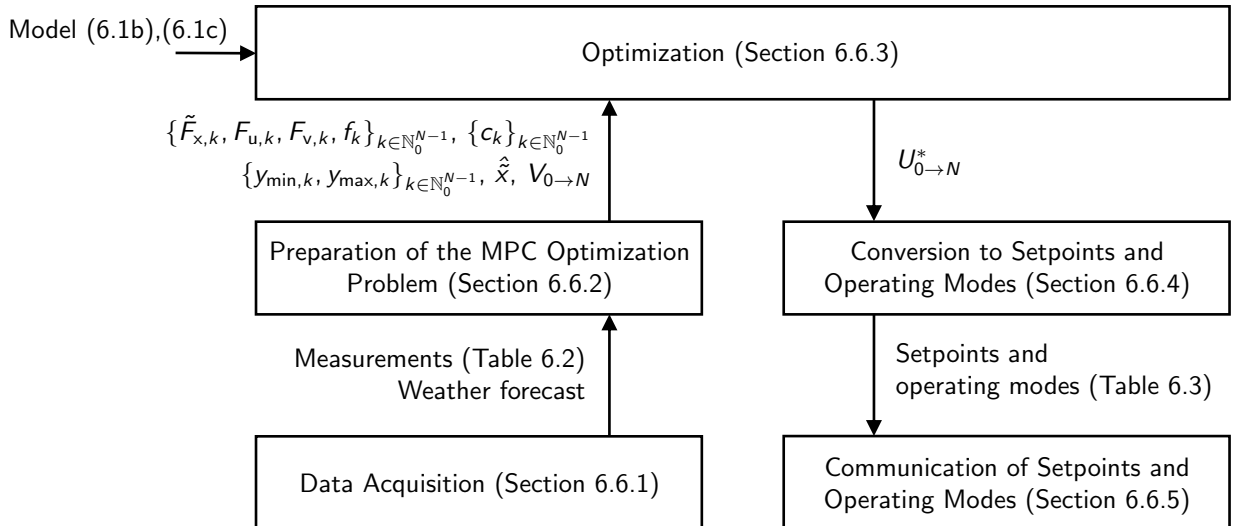 Model (6.1b),(6.1c)
Optimization (Section 6.6.3)
{F̃x,k, Fu,k, Fv,k, fk}k∈ℕ₀ᴺ⁻¹, {ck}k∈ℕ₀ᴺ⁻¹
{ymin,k, ymax,k}k∈ℕ₀ᴺ⁻¹, x̃̂, V0→N
U*0→N
Preparation of the MPC Optimization
Problem (Section 6.6.2)
Conversion to Setpoints and
Operating Modes (Section 6.6.4)
Measurements (Table 6.2)
Weather forecast
Setpoints and
operating modes (Table 6.3)
Data Acquisition (Section 6.6.1)
Communication of Setpoints and
Operating Modes (Section 6.6.5)